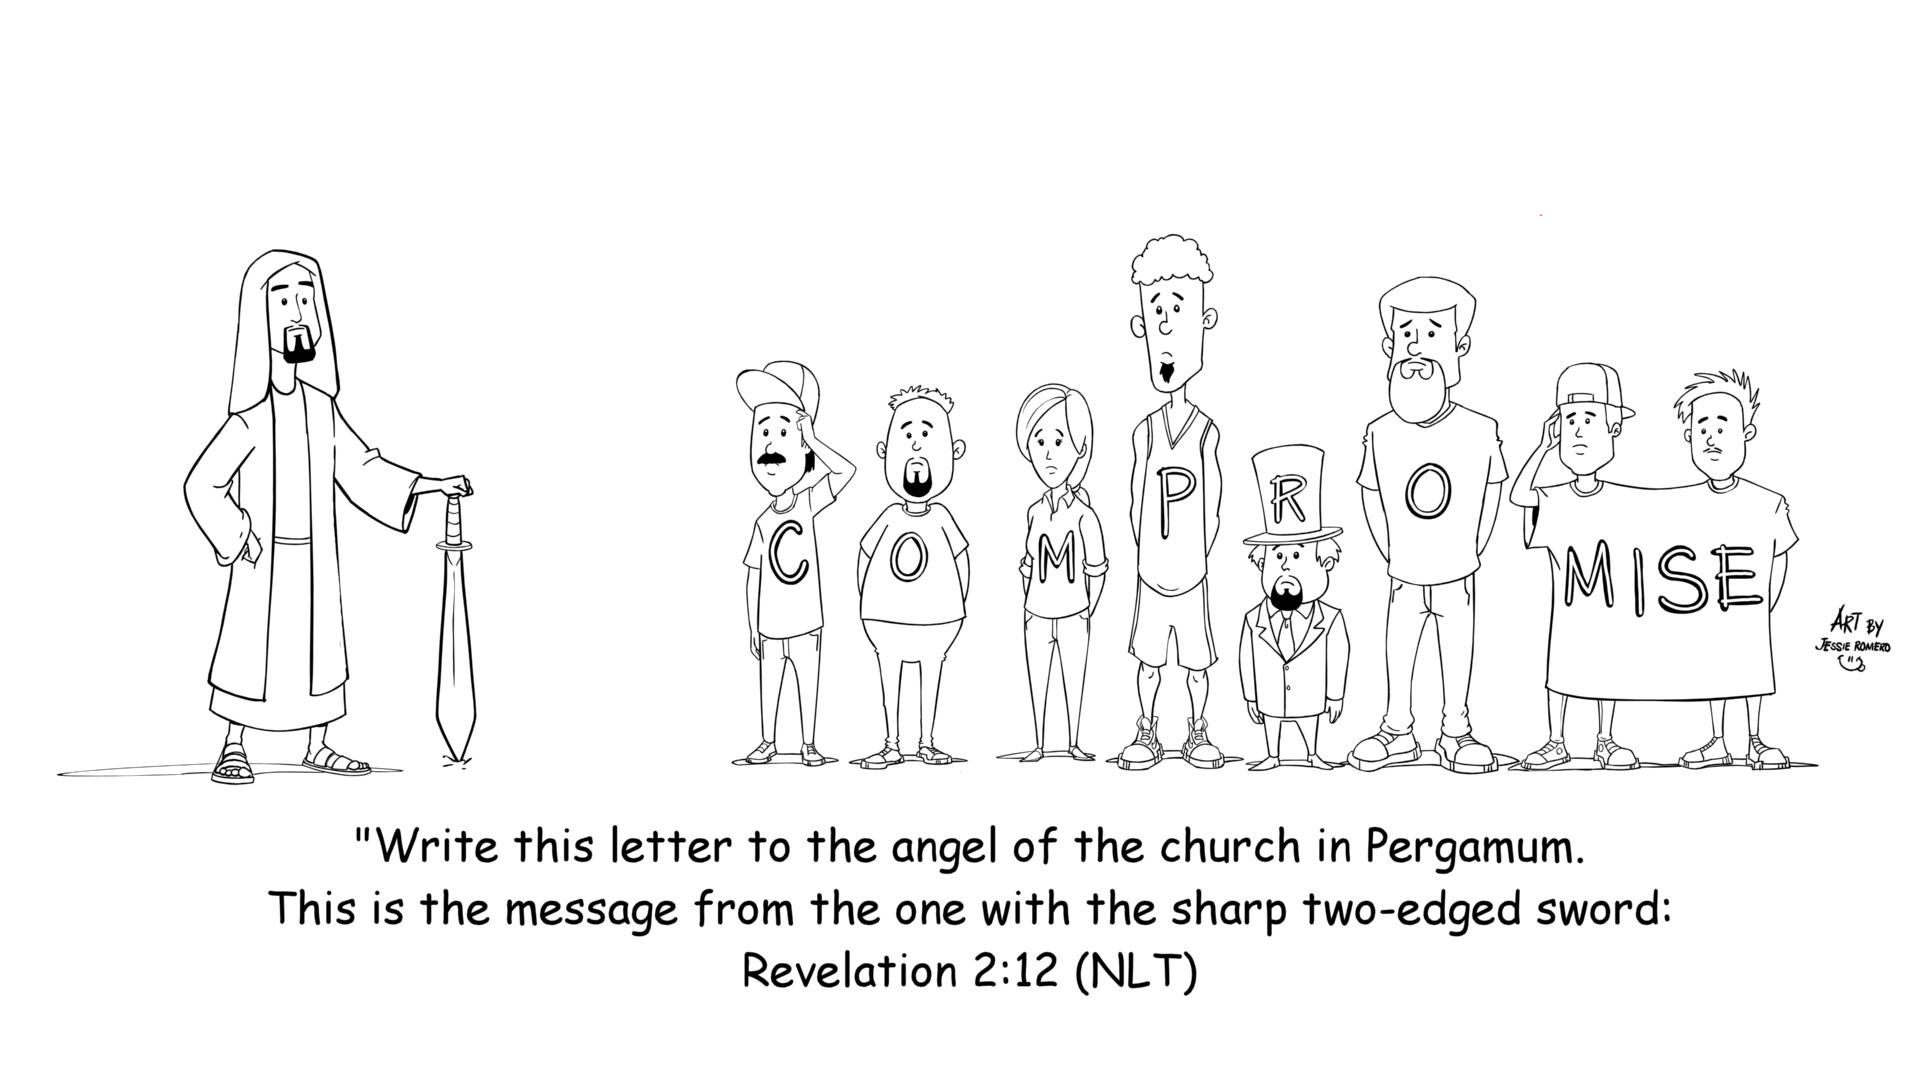 C O M P R O MISE
ART BY
JESSIE ROMERO
"Write this letter to the angel of the church in Pergamum.
This is the message from the one with the sharp two-edged sword:
Revelation 2:12 (NLT)